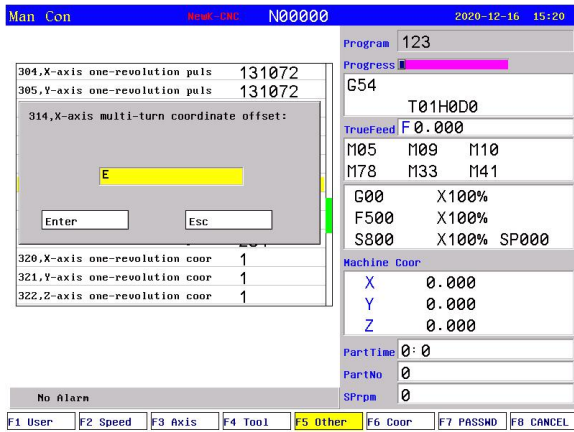 Man Con NewK-CNC N00000 2020-12-16 15:20
Program 123
Progress
304,X-axis one-revolution puls 131072
305,Y-axis one-revolution puls 131072
314,X-axis multi-turn coordinate offset:
E
Enter Esc
320,X-axis one-revolution coor 1
321,Y-axis one-revolution coor 1
322,Z-axis one-revolution coor 1
G54
T01H0D0
TrueFeed F0.000
M05 M09 M10
M78 M33 M41
G00 X100%
F500 X100%
S800 X100% SP000
Machine Coor
X 0.000
Y 0.000
Z 0.000
PartTime 0:0
PartNo 0
No Alarm
SPrpm 0
F1 User F2 Speed F3 Axis F4 Tool F5 Other F6 Coor F7 PASSWD F8 CANCEL